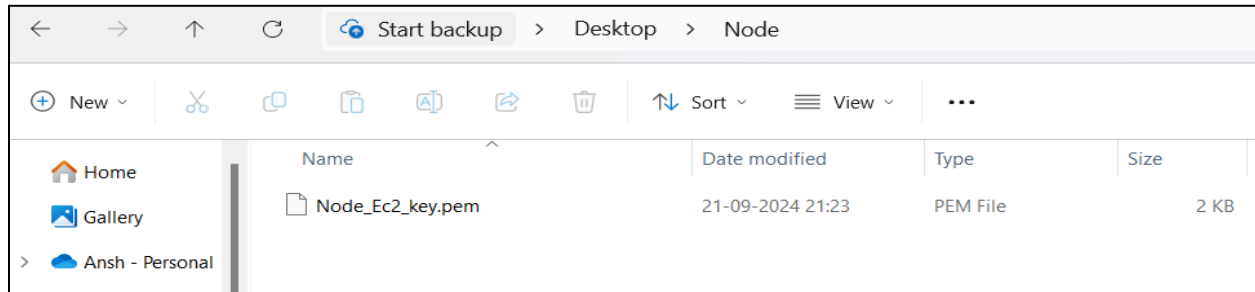 Start backup > Desktop > Node
New Sort View ...
Name Date modified Type Size
Home
Node_Ec2_key.pem 21-09-2024 21:23 PEM File 2 KB
Gallery
> Ansh - Personal